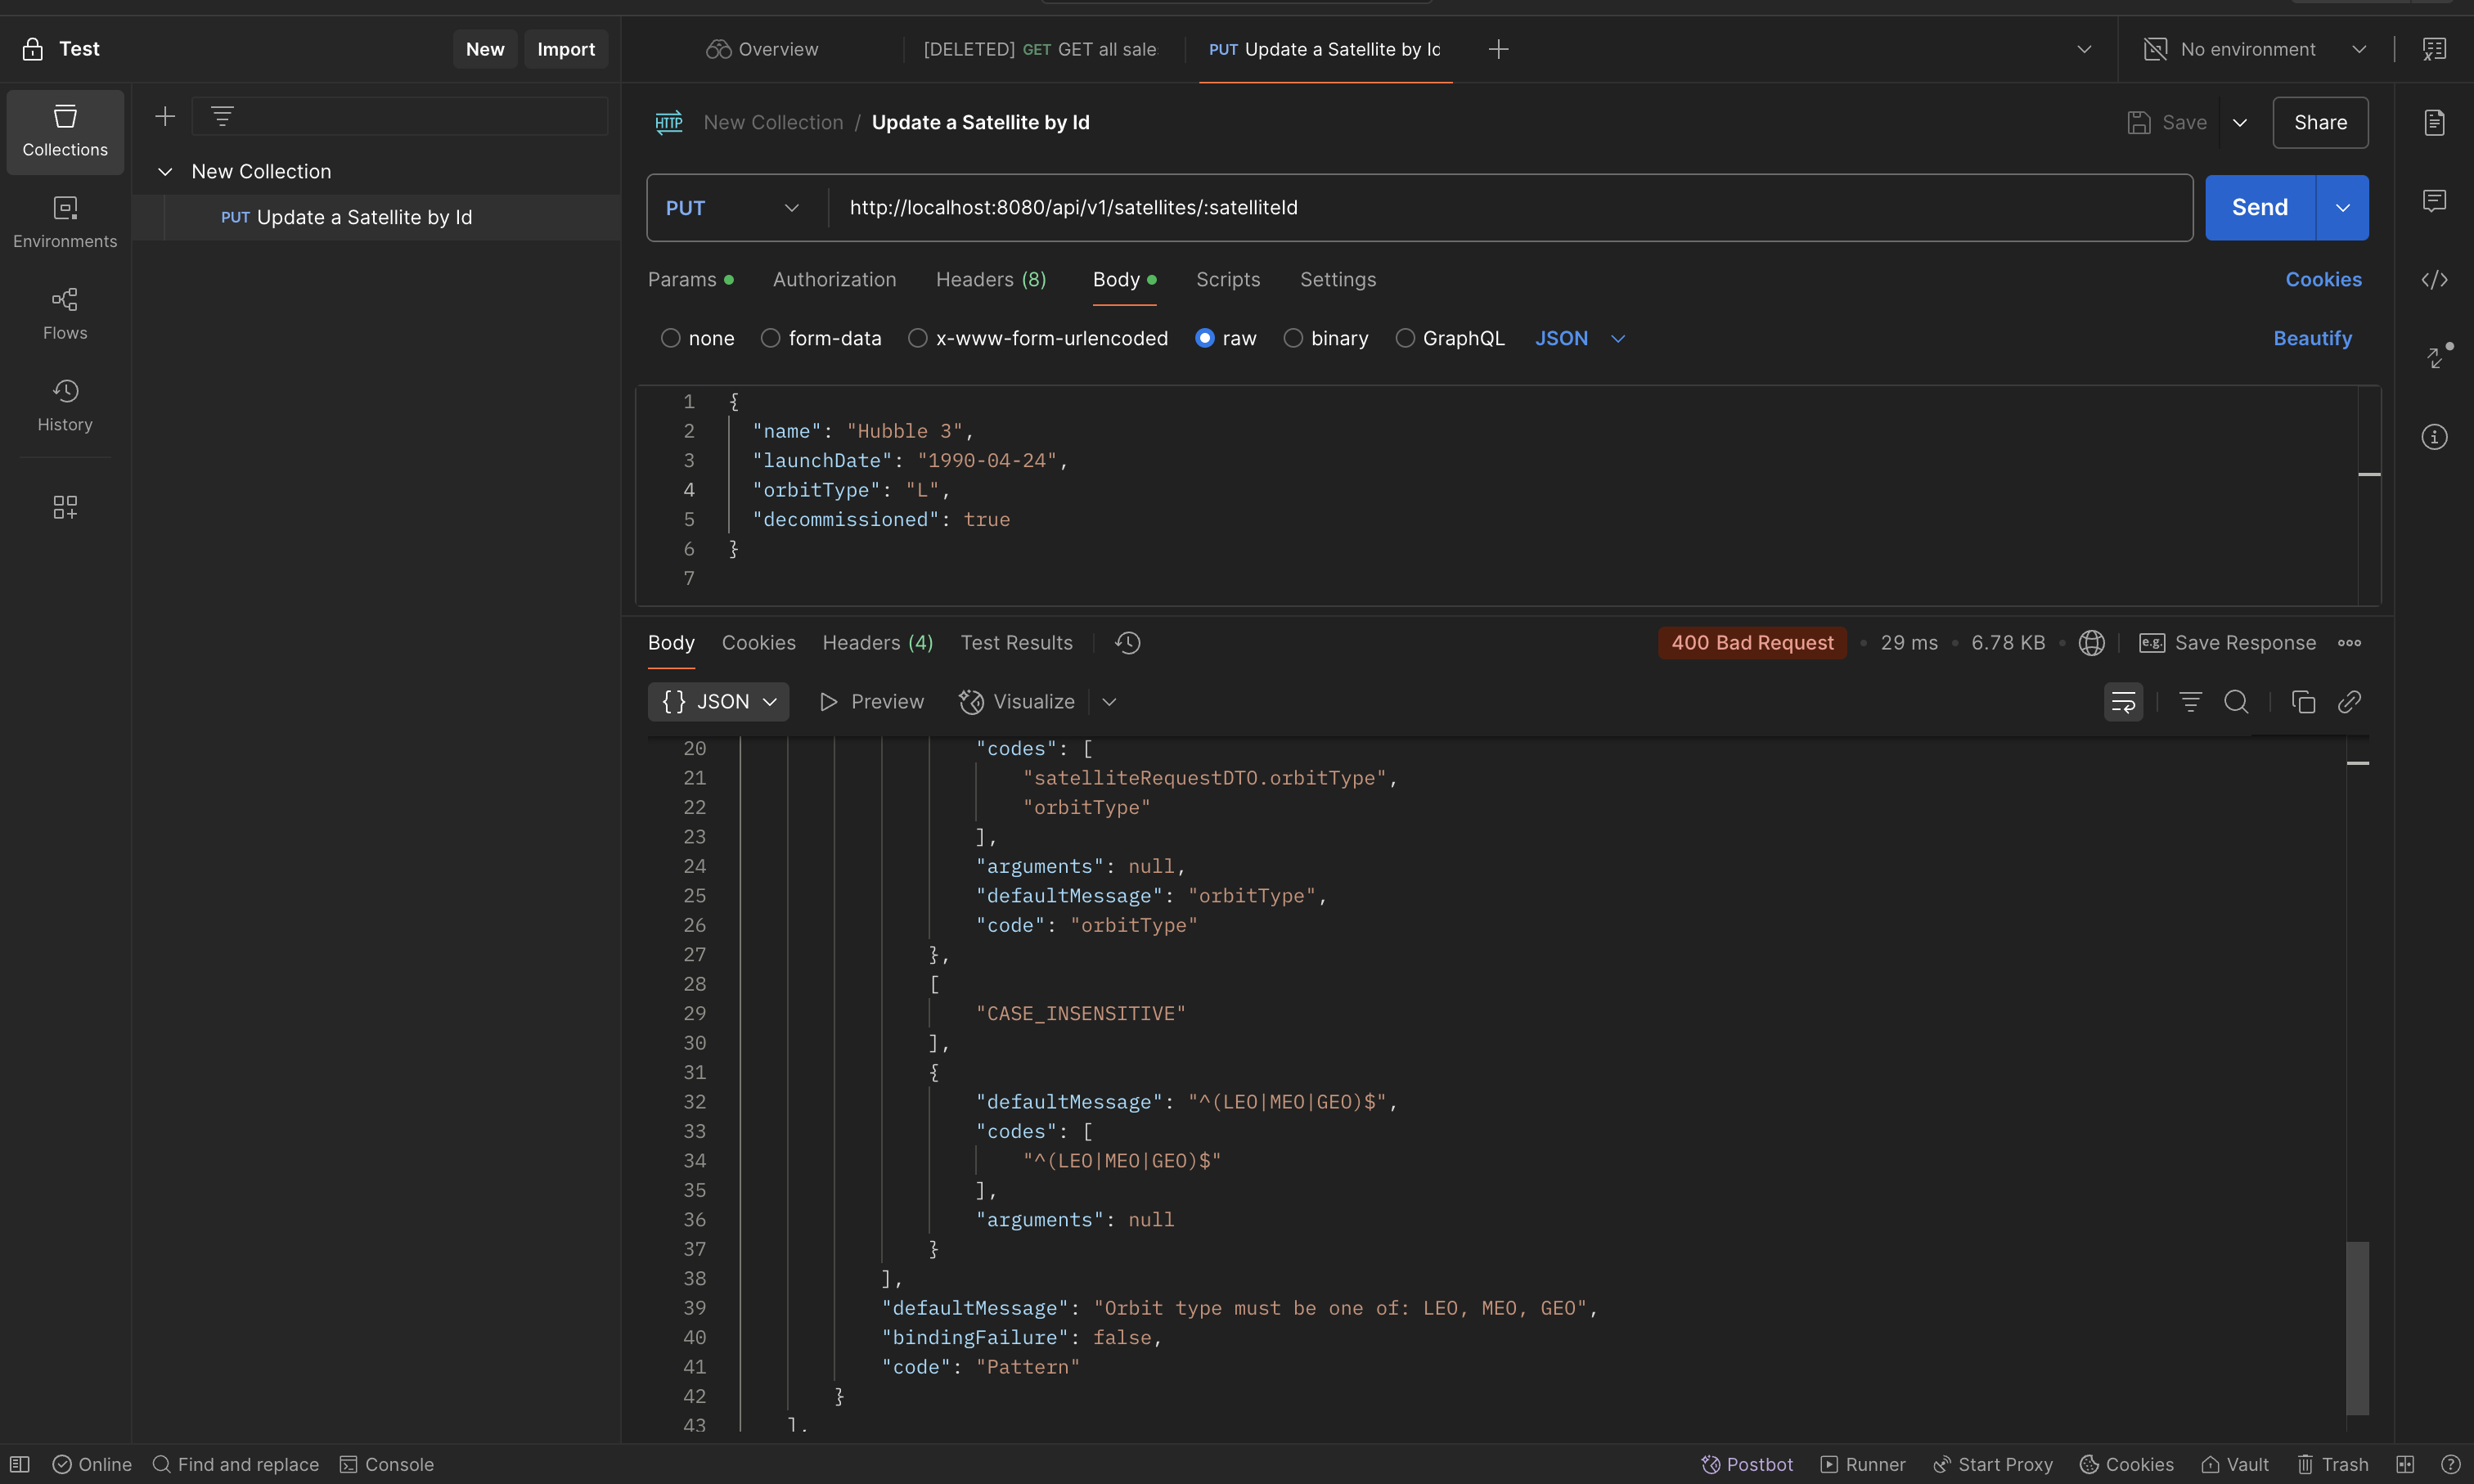 Test
New
Import
Overview
[DELETED] GET GET all sale
PUT Update a Satellite by Id
No environment
Collections
Environments
Flows
History
New Collection
PUT Update a Satellite by Id
HTTP New Collection / Update a Satellite by Id
Save
Share
PUT
http://localhost:8080/api/v1/satellites/:satelliteId
Send
Params
Authorization
Headers (8)
Body
Scripts
Settings
Cookies
none
form-data
x-www-form-urlencoded
raw
binary
GraphQL
JSON
Beautify
1 {
2 "name": "Hubble 3",
3 "launchDate": "1990-04-24",
4 "orbitType": "L",
5 "decommissioned": true
6 }
7
Body
Cookies
Headers (4)
Test Results
400 Bad Request
29 ms
6.78 KB
e.g. Save Response
{} JSON
Preview
Visualize
20 "codes": [
21 "satelliteRequestDTO.orbitType",
22 "orbitType"
23 ],
24 "arguments": null,
25 "defaultMessage": "orbitType",
26 "code": "orbitType"
27 },
28 [
29 "CASE_INSENSITIVE"
30 ],
31 {
32 "defaultMessage": "^(LEO|MEO|GEO)$",
33 "codes": [
34 "^(LEO|MEO|GEO)$"
35 ],
36 "arguments": null
37 }
38 ],
39 "defaultMessage": "Orbit type must be one of: LEO, MEO, GEO",
40 "bindingFailure": false,
41 "code": "Pattern"
42 }
43 ],
Online
Find and replace
Console
Postbot
Runner
Start Proxy
Cookies
Vault
Trash